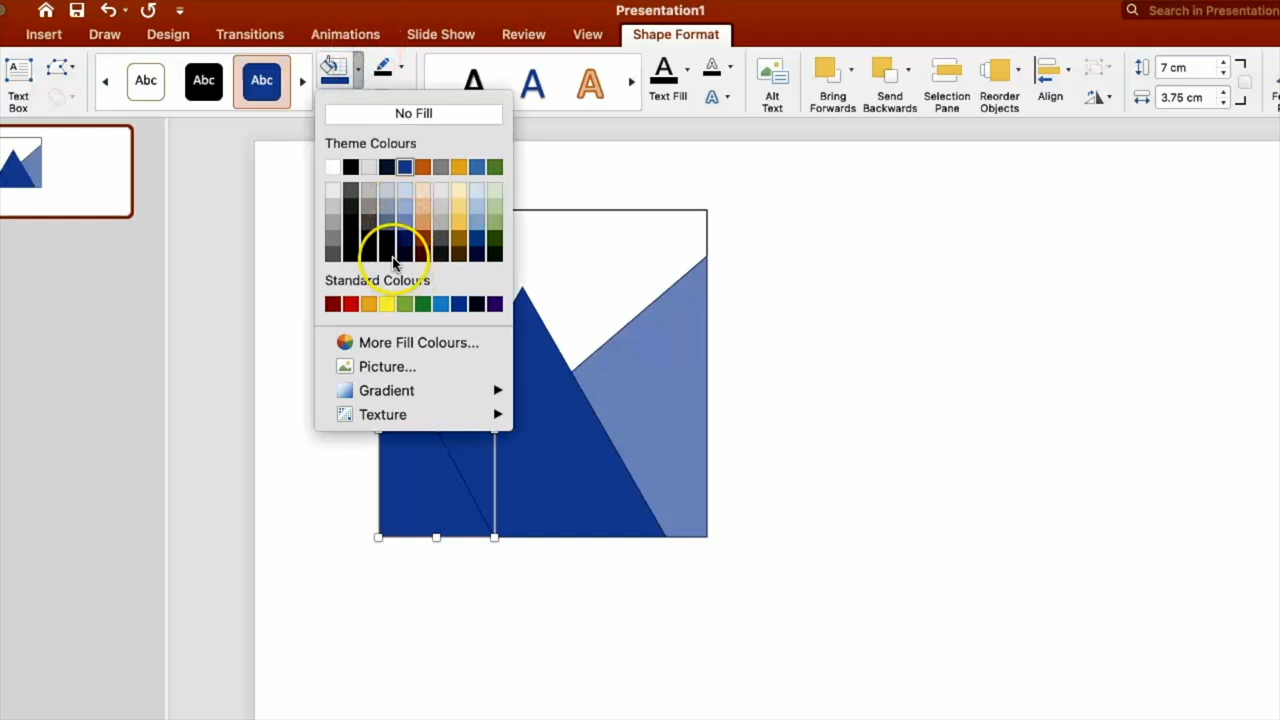 Presentation1
Search in Presentation
Insert Draw Design Transitions Animations Slide Show Review View Shape Format
Text Box
Abc Abc Abc
A A A
A
Text Fill
A
A
Alt Text
Bring Forwards
Send Backwards
Selection Pane
Reorder Objects
Align
7 cm
3.75 cm
No Fill
Theme Colours
Standard Colours
More Fill Colours...
Picture...
Gradient
Texture